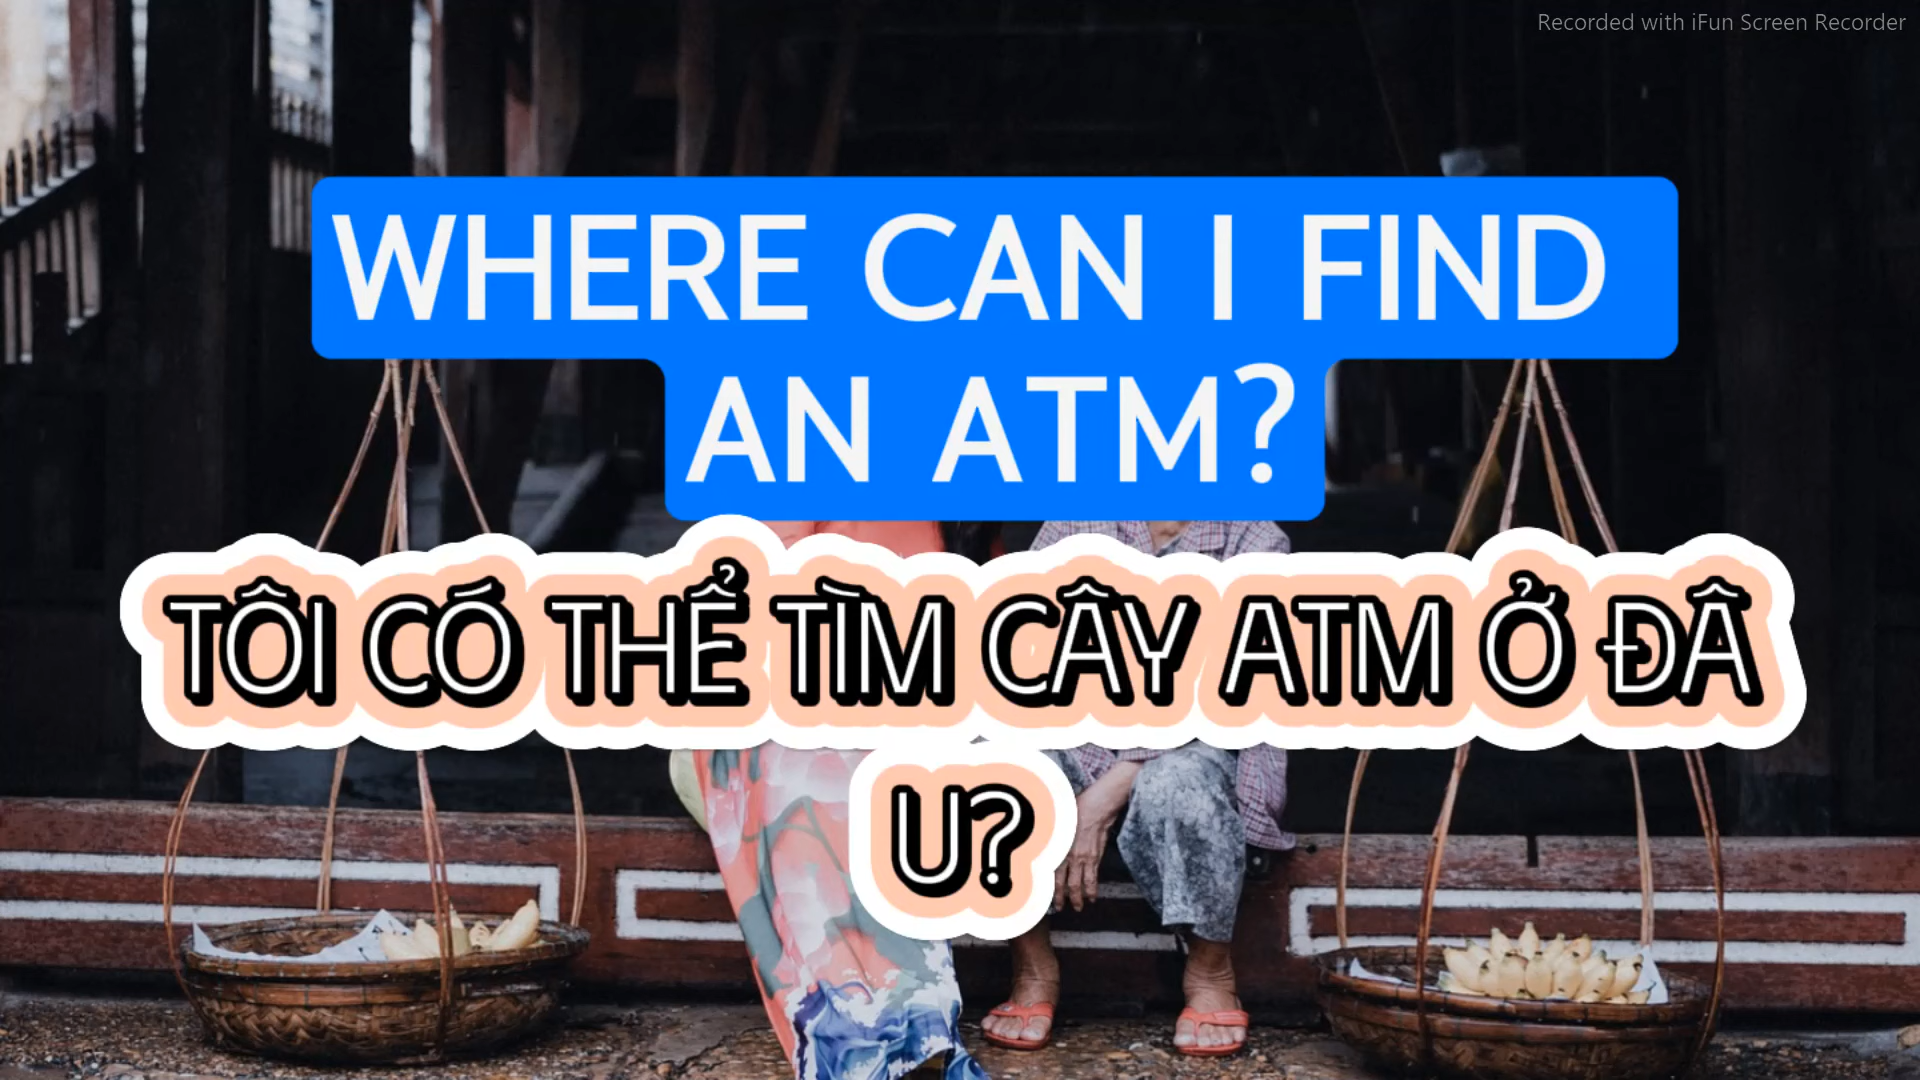 Recorded with iFun Screen Recorder
WHERE CAN I FIND
AN ATM?
TÔI CÓ THỂ TÌM CÂY ATM Ở ĐÂ
U?